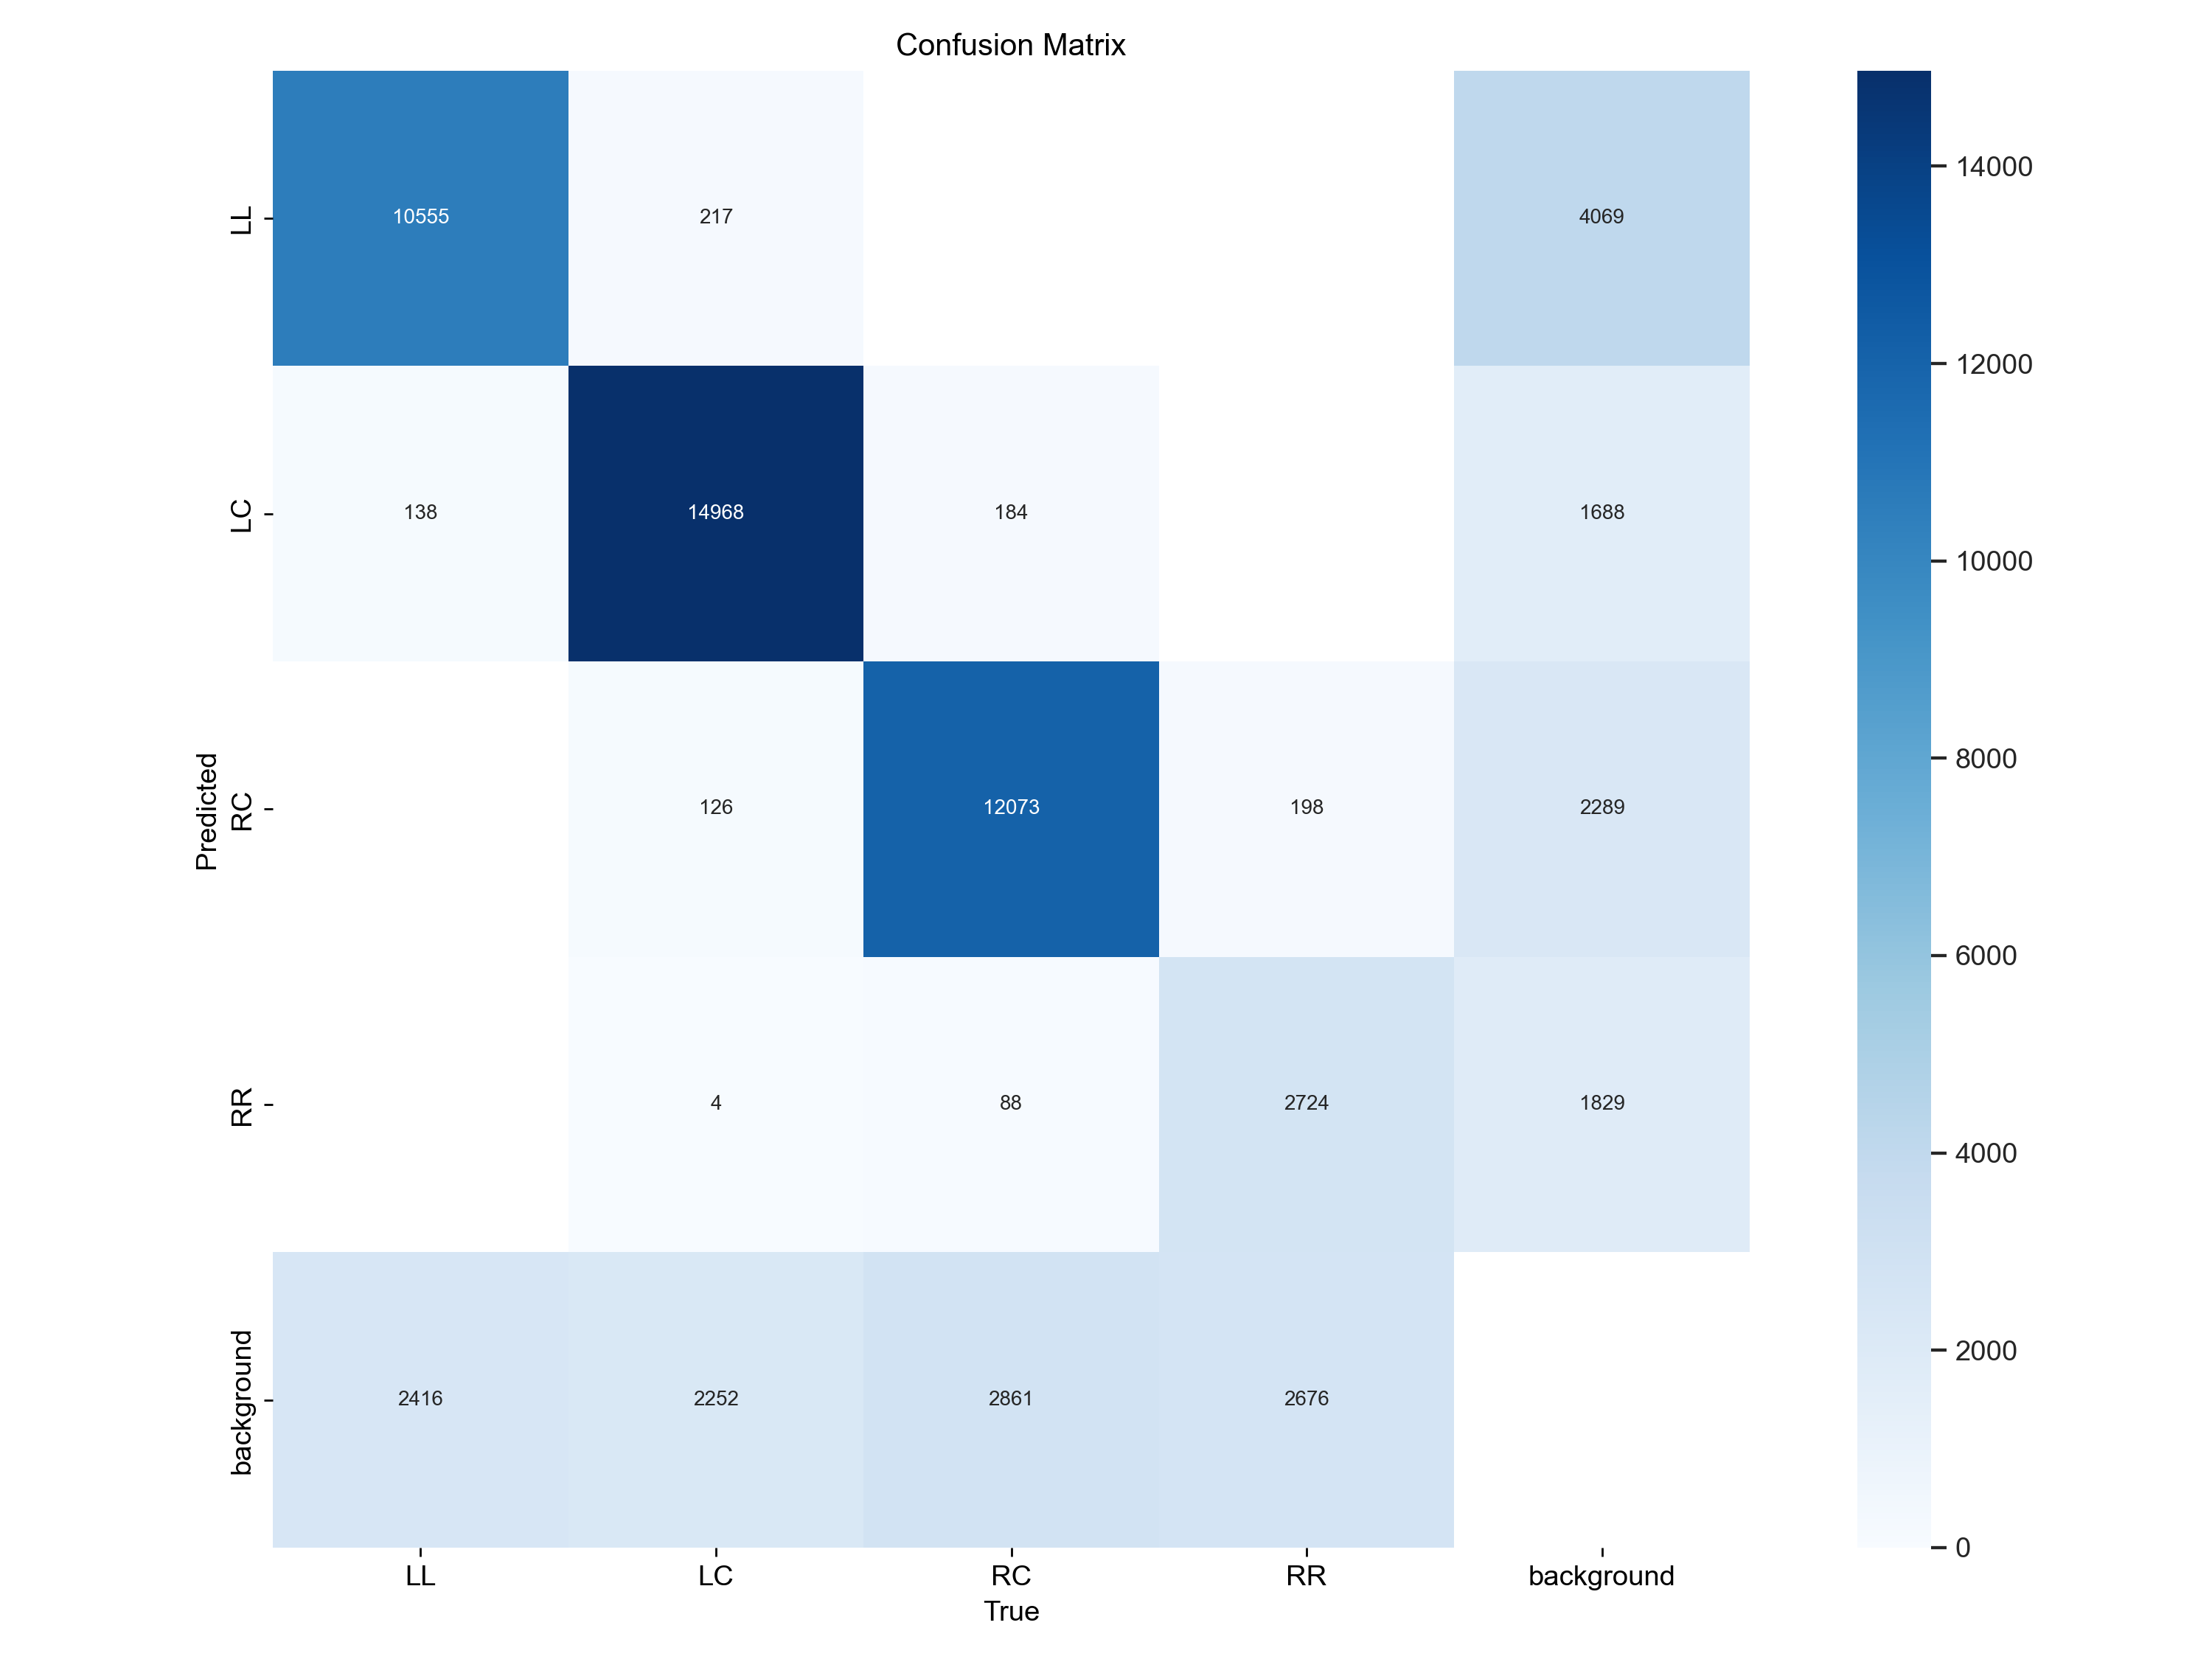 Confusion Matrix
Predicted
LL 10555 217 4069
LC 138 14968 184 1688
RC 126 12073 198 2289
RR 4 88 2724 1829
background 2416 2252 2861 2676
LL LC RC RR background
True
14000
12000
10000
8000
6000
4000
2000
0